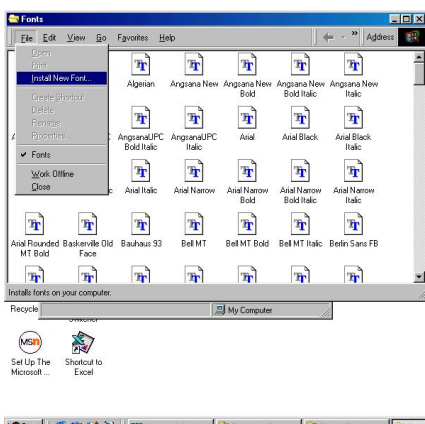 Fonts
File Edit View Go Favorites Help » Address
Open
Print
Install New Font...
Create Shortcut
Delete
Rename
Properties
✔ Fonts
Work Offline
Close
Algerian Angsana New Angsana New Bold Italic Angsana New Italic
AngsanaUPC Bold Italic AngsanaUPC Italic Arial Arial Black Arial Black Italic
Arial Italic Arial Narrow Arial Narrow Bold Arial Narrow Bold Italic Arial Narrow Italic
Arial Rounded MT Bold Baskerville Old Face Bauhaus 93 Bell MT Bell MT Bold Bell MT Italic Berlin Sans FB
Installs fonts on your computer.
Recycle My Computer
msn
Set Up The Microsoft ... Shortcut to Excel